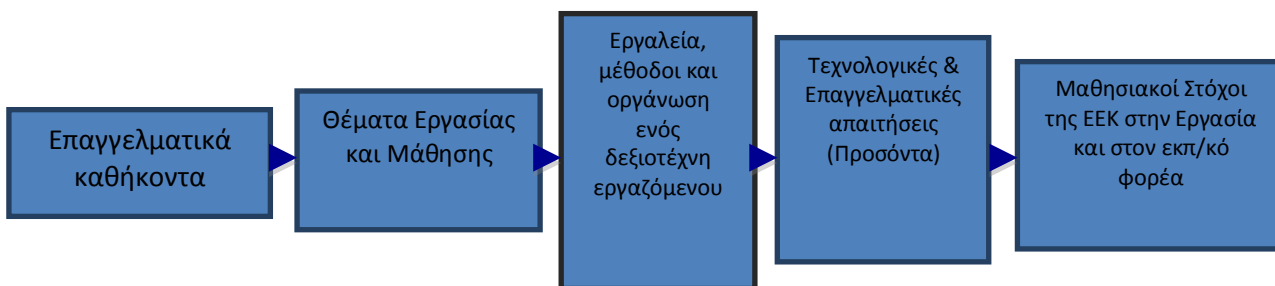 Επαγγελματικά
καθήκοντα
Θέματα Εργασίας
και Μάθησης
Εργαλεία,
μέθοδοι και
οργάνωση
ενός
δεξιοτέχνη
εργαζόμενου
Τεχνολογικές &
Επαγγελματικές
απαιτήσεις
(Προσόντα)
Μαθησιακοί Στόχοι
της ΕΕΚ στην Εργασία
και στον εκπ/κό
φορέα